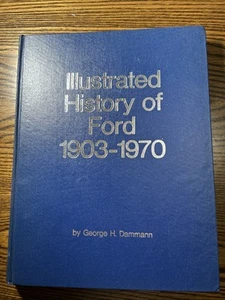 Illustrated
History of
Ford
1903-1970
by George H. Dammann